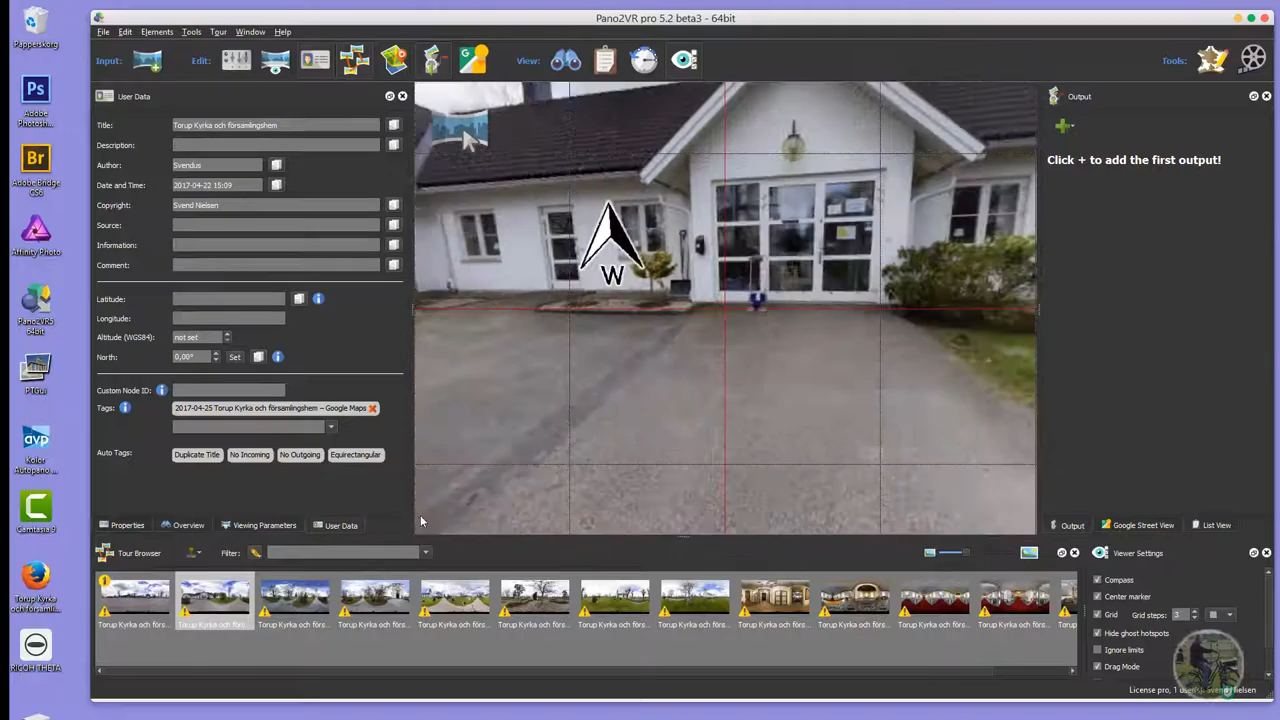 Papperskorg
Pano2VR pro 5.2 beta3 - 64bit
File Edit Elements Tools Tour Window Help
Input: Edit: View: Tools:
Ps
Adobe
Photosh...
Br
Adobe Bridge
CS6
Affinity Photo
Pano2VR5
64bit
PTGui
avp
Kolor
Autopano ...
Camtasia 9
Torup Kyrka
och församl...
RICOH THETA
User Data
Title: Torup Kyrka och församlingshem
Description:
Author: Svendus
Date and Time: 2017-04-22 15:09
Copyright: Svend Nielsen
Source:
Information:
Comment:
Latitude:
Longitude:
Altitude (WGS84): not set
North: 0,00° Set
Custom Node ID:
Tags: 2017-04-25 Torup Kyrka och församlingshem – Google Maps
Auto Tags: Duplicate Title No Incoming No Outgoing Equirectangular
Properties Overview Viewing Parameters User Data
W
Output
Click + to add the first output!
Output Google Street View List View
Tour Browser Filter:
1
Torup Kyrka och förs... Torup Kyrka och förs... Torup Kyrka och förs... Torup Kyrka och förs... Torup Kyrka och förs... Torup Kyrka och förs... Torup Kyrka och förs... Torup Kyrka och förs... Torup Kyrka och förs... Torup Kyrka och förs... Torup Kyrka och förs... Torup Kyrka och förs... Torup
Viewer Settings
Compass
Center marker
Grid Grid steps: 3
Hide ghost hotspots
Ignore limits
Drag Mode
License pro, 1 user(s): Svend Nielsen